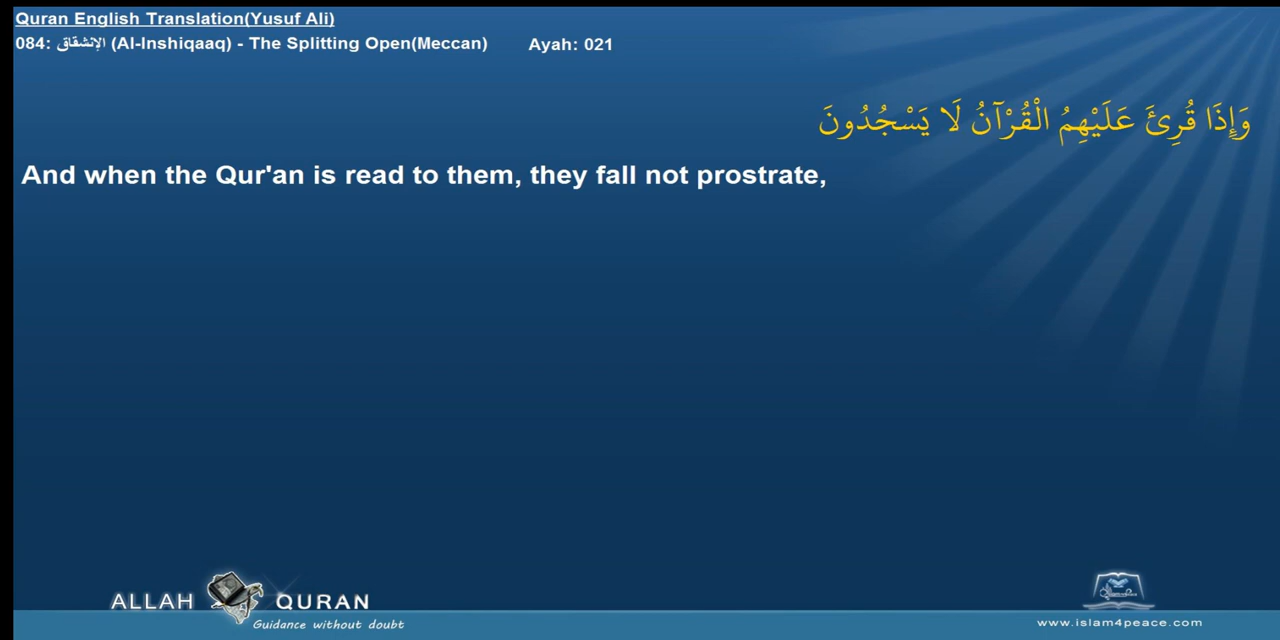 Quran English Translation(Yusuf Ali)
084: الإنشقاق (Al-Inshiqaaq) - The Splitting Open(Meccan) Ayah: 021
وَإِذَا قُرِئَ عَلَيْهِمُ الْقُرْآنُ لَا يَسْجُدُونَ
And when the Qur'an is read to them, they fall not prostrate,
ALLAH QURAN
Guidance without doubt
www.islam4peace.com